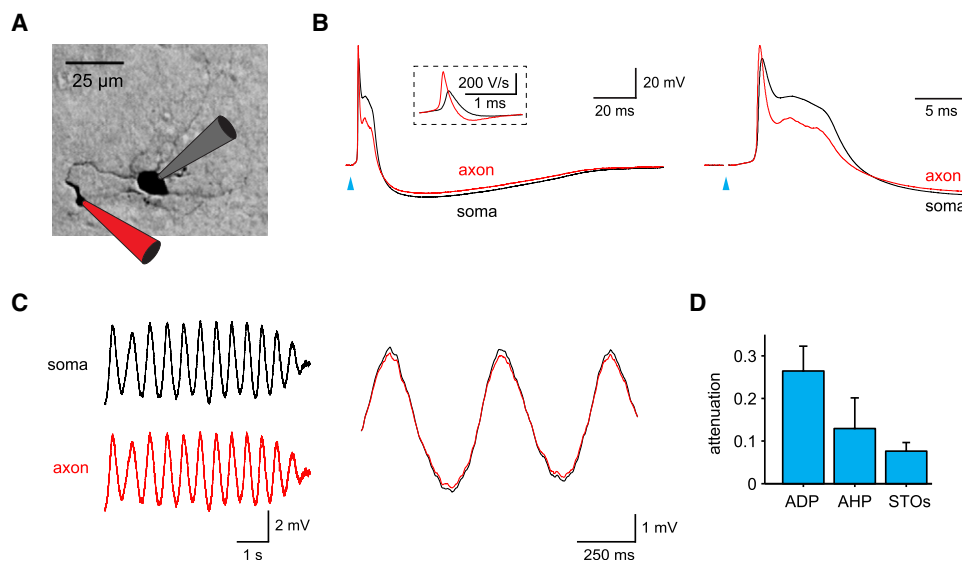 A
25 µm
B
200 V/s
1 ms
20 mV
20 ms
axon
soma
5 ms
axon
soma
C
soma
axon
2 mV
1 s
1 mV
250 ms
D
attenuation
0.3
0.2
0.1
0
ADP
AHP
STOs